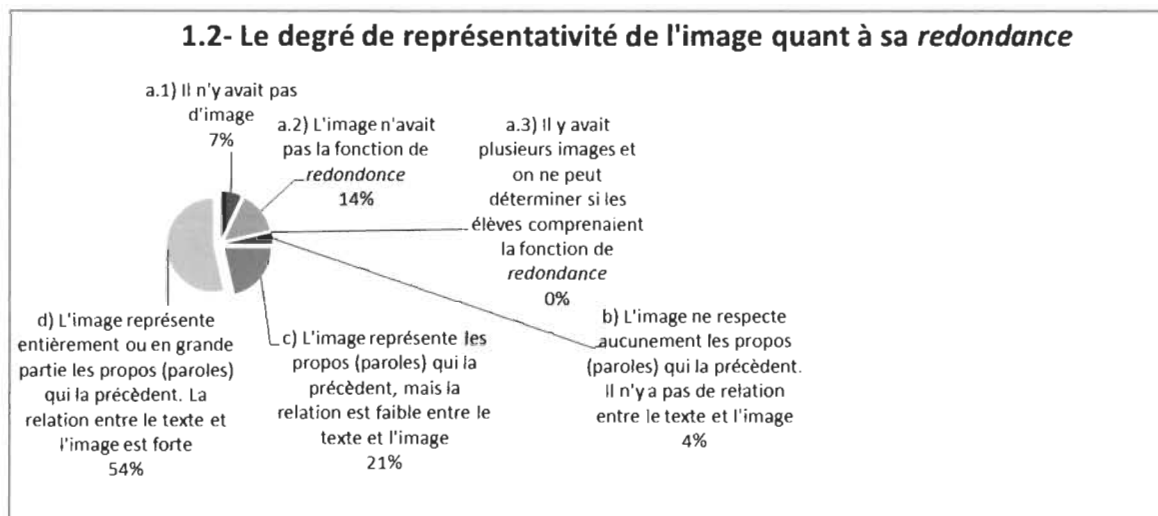 1.2- Le degré de représentativité de l'image quant à sa redondance
a.1) Il n'y avait pas
d'image
7%
a.2) L'image n'avait
pas la fonction de
redondonce
14%
a.3) Il y avait
plusieurs images et
on ne peut
déterminer si les
élèves comprenaient
la fonction de
redondance
0%
b) L'image ne respecte
aucunement les propos
(paroles) qui la précèdent.
Il n'y a pas de relation
entre le texte et l'image
4%
c) L'image représente les
propos (paroles) qui la
précèdent, mais la
relation est faible entre le
texte et l'image
21%
d) L'image représente
entièrement ou en grande
partie les propos (paroles)
qui la précèdent. La
relation entre le texte et
l'image est forte
54%